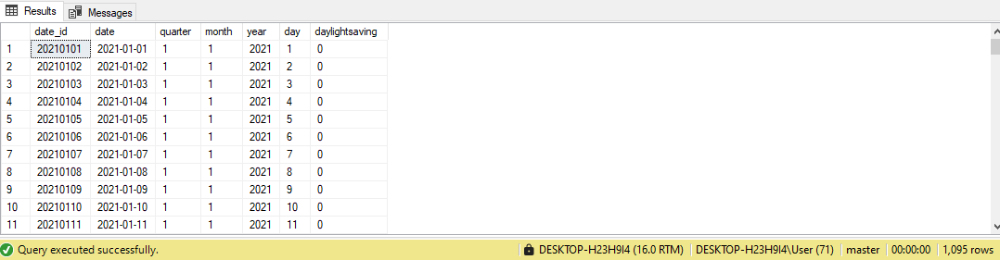 Results Messages
date_id date quarter month year day daylightsaving
1 20210101 2021-01-01 1 1 2021 1 0
2 20210102 2021-01-02 1 1 2021 2 0
3 20210103 2021-01-03 1 1 2021 3 0
4 20210104 2021-01-04 1 1 2021 4 0
5 20210105 2021-01-05 1 1 2021 5 0
6 20210106 2021-01-06 1 1 2021 6 0
7 20210107 2021-01-07 1 1 2021 7 0
8 20210108 2021-01-08 1 1 2021 8 0
9 20210109 2021-01-09 1 1 2021 9 0
10 20210110 2021-01-10 1 1 2021 10 0
11 20210111 2021-01-11 1 1 2021 11 0
Query executed successfully. DESKTOP-H23H9I4 (16.0 RTM) DESKTOP-H23H9I4\User (71) master 00:00:00 1,095 rows